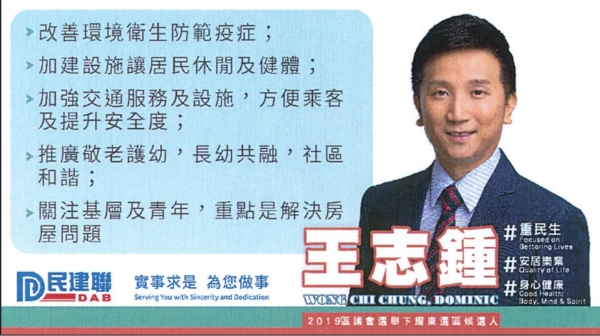 改善環境衛生防範疫症；
加建設施讓居民休閒及健體；
加強交通服務及設施，方便乘客
及提升安全度；
推廣敬老護幼，長幼共融，社區
和諧；
關注基層及青年，重點是解決房
屋問題
民建聯
DAB
實事求是 為您做事
Serving You with Sincerity and Dedication
王志鍾
WONG CHI CHUNG, DOMINIC
2019區議會選舉下羅東選區候選人
#重民生
Focused on
Bettering Lives
#安居樂業
Quality of Life
#身心健康
Good Health:
Body, Mind & Spirit